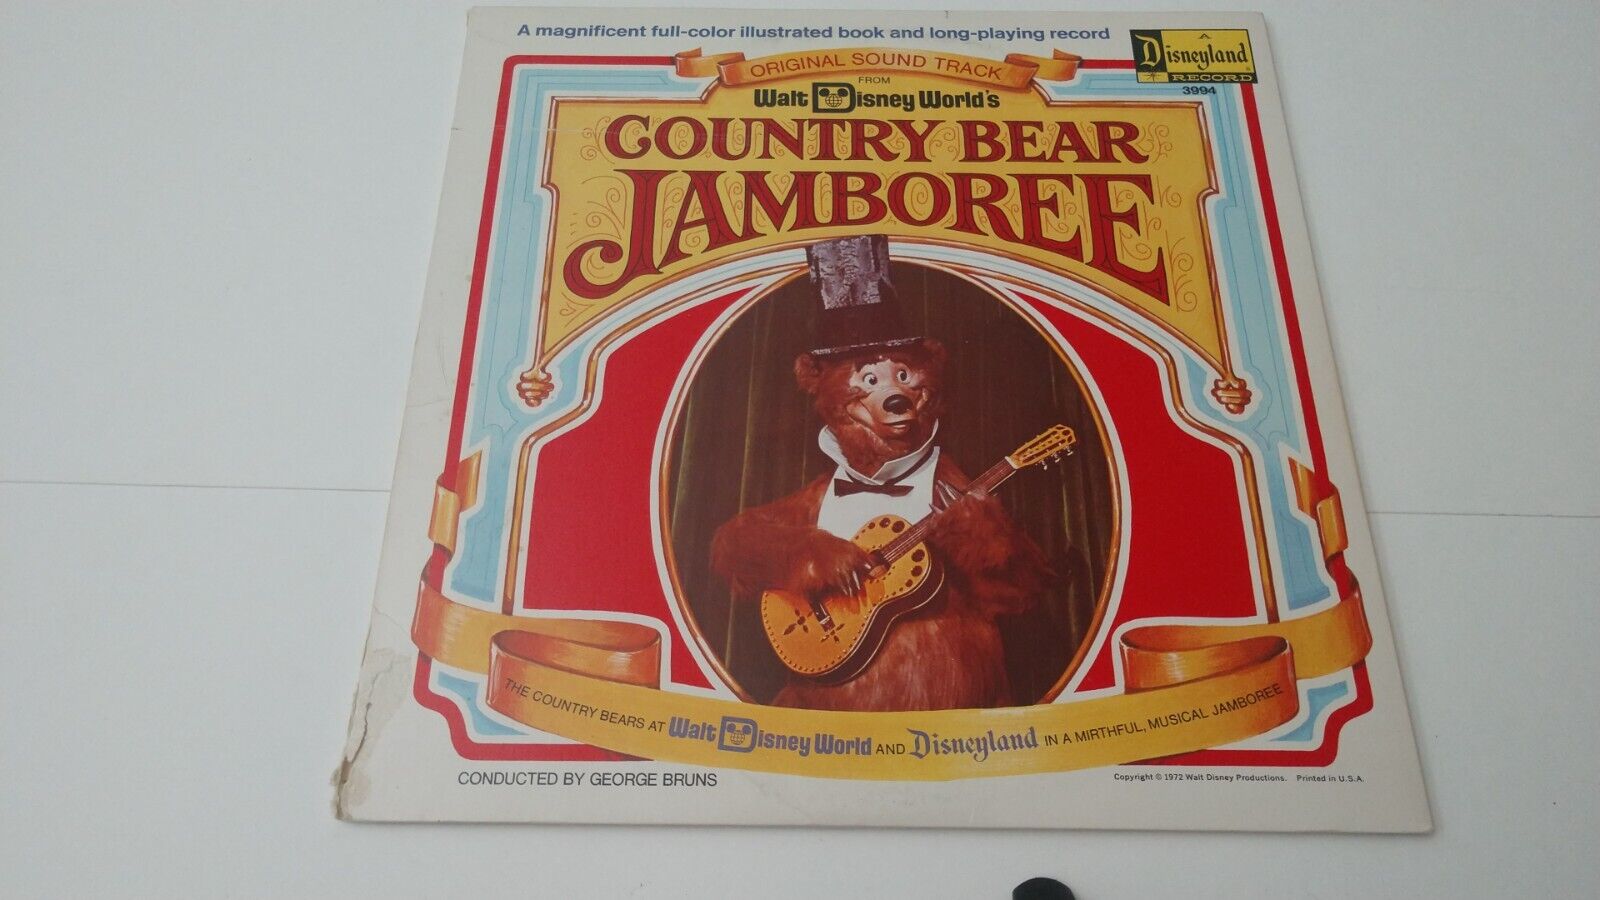 A magnificent full-color illustrated book and long-playing record
A
Disneyland
RECORD
3994
ORIGINAL SOUND TRACK
FROM
Walt Disney World's
COUNTRY BEAR
JAMBOREE
THE COUNTRY BEARS AT Walt Disney World AND Disneyland IN A MIRTHFUL, MUSICAL JAMBOREE
CONDUCTED BY GEORGE BRUNS
Copyright © 1972 Walt Disney Productions. Printed in U.S.A.